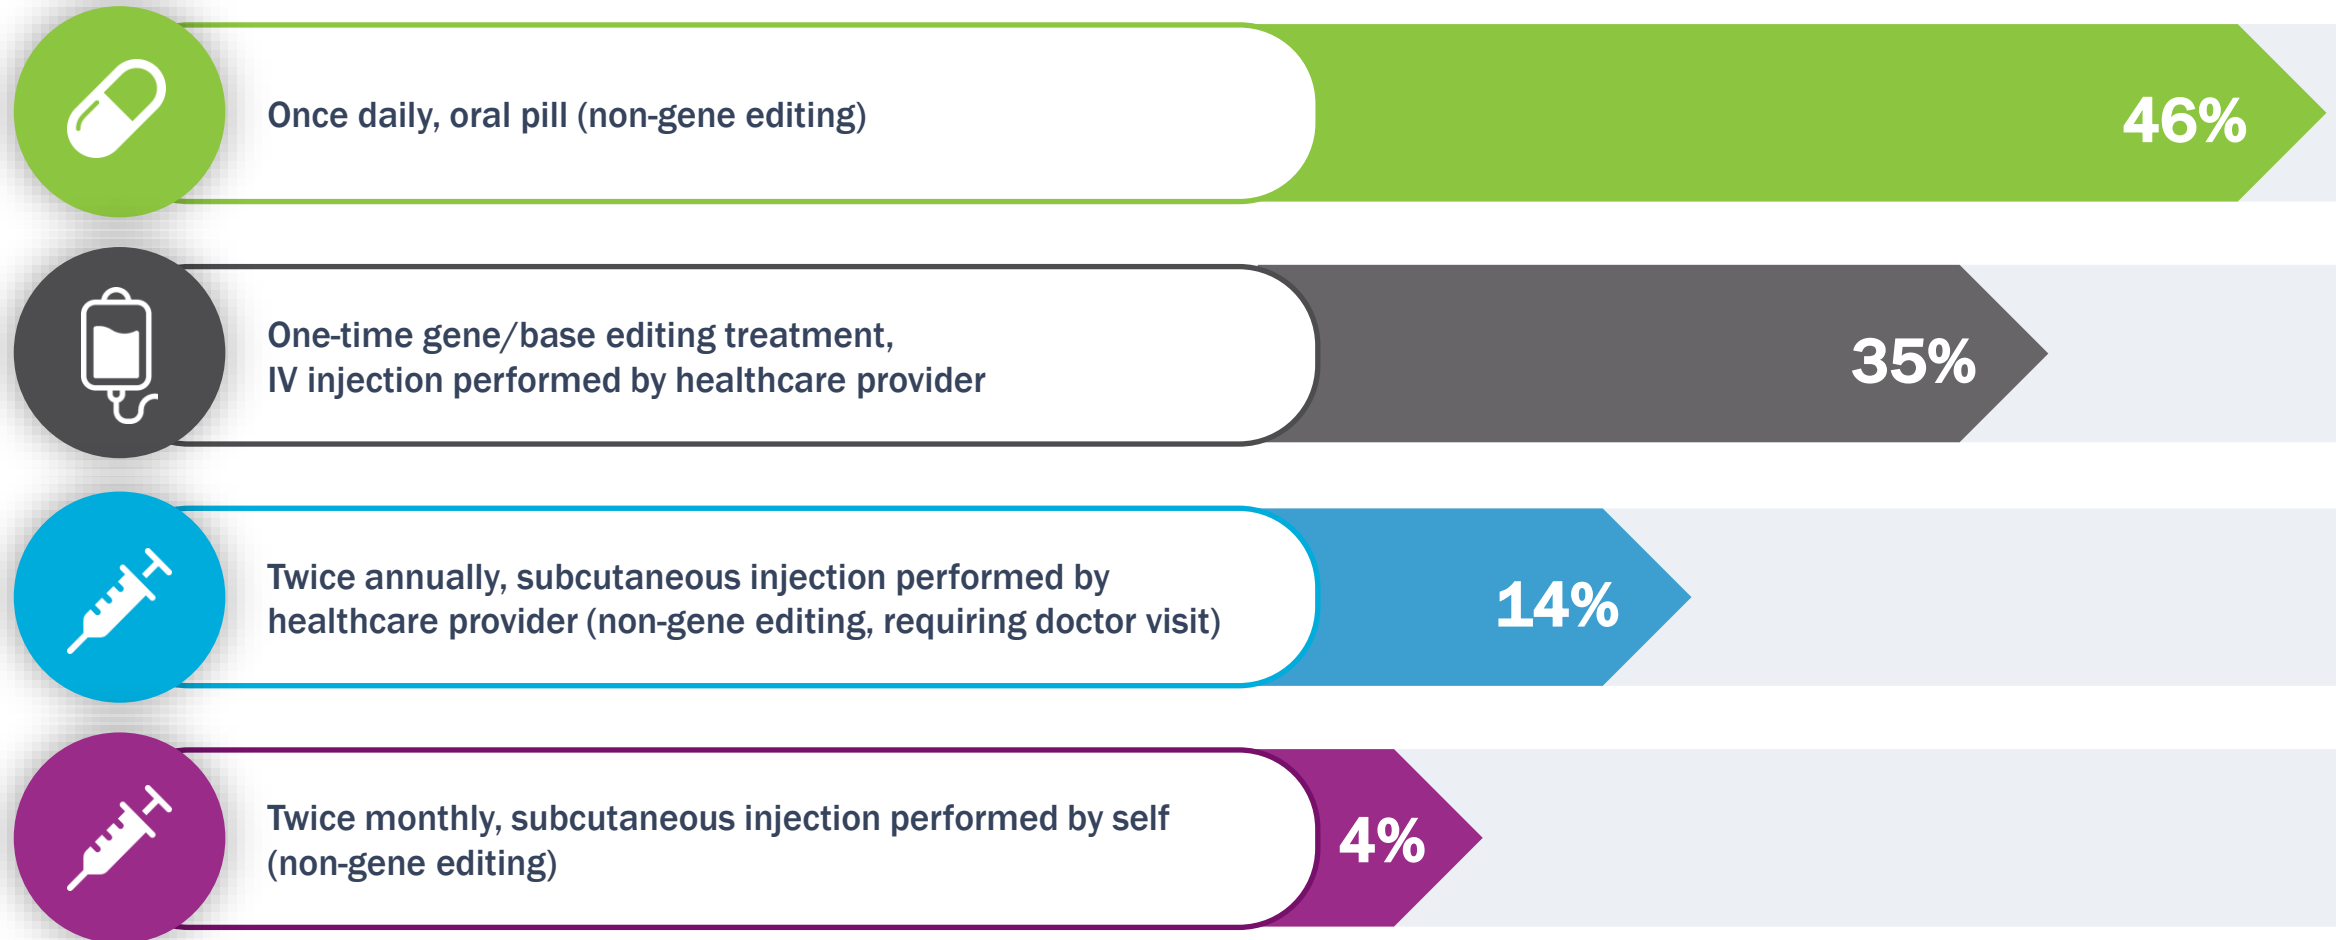 Once daily, oral pill (non-gene editing)
46%
One-time gene/base editing treatment,
IV injection performed by healthcare provider
35%
Twice annually, subcutaneous injection performed by
healthcare provider (non-gene editing, requiring doctor visit)
14%
Twice monthly, subcutaneous injection performed by self
(non-gene editing)
4%